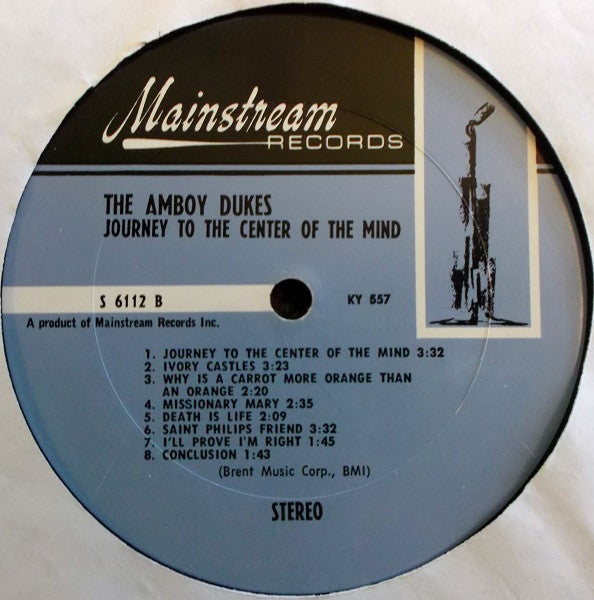 Mainstream
RECORDS
THE AMBOY DUKES
JOURNEY TO THE CENTER OF THE MIND
S 6112 B
KY 557
A product of Mainstream Records Inc.
1. JOURNEY TO THE CENTER OF THE MIND 3:32
2. IVORY CASTLES 3:23
3. WHY IS A CARROT MORE ORANGE THAN
AN ORANGE 2:20
4. MISSIONARY MARY 2:35
5. DEATH IS LIFE 2:09
6. SAINT PHILIPS FRIEND 3:32
7. I'LL PROVE I'M RIGHT 1:45
8. CONCLUSION 1:43
(Brent Music Corp., BMI)
STEREO